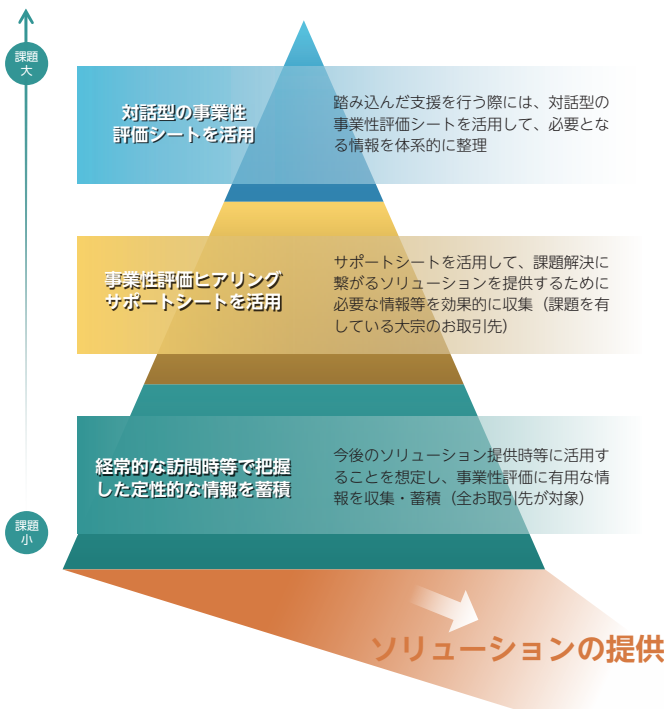 課題
大
対話型の事業性
評価シートを活用
踏み込んだ支援を行う際には、対話型の
事業性評価シートを活用して、必要とな
る情報を体系的に整理
事業性評価ヒアリング
サポートシートを活用
サポートシートを活用して、課題解決に
繋がるソリューションを提供するために
必要な情報等を効果的に収集（課題を有
している大宗のお取引先）
経常的な訪問時等で把握
した定性的な情報を蓄積
今後のソリューション提供時等に活用す
ることを想定し、事業性評価に有用な情
報を収集・蓄積（全お取引先が対象）
課題
小
ソリューションの提供